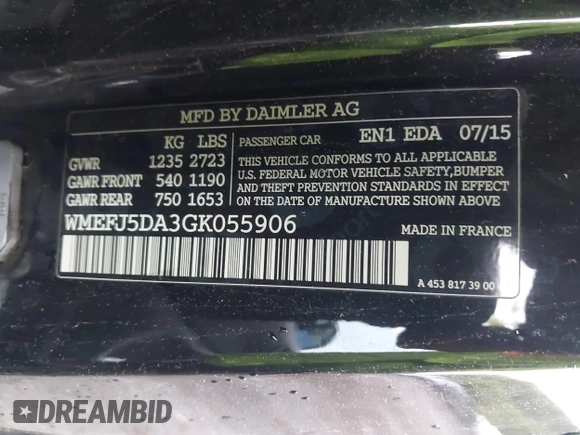 MFD BY DAIMLER AG
KG LBS
GVWR 1235 2723
GAWR FRONT 540 1190
GAWR REAR 750 1653
PASSENGER CAR EN1 EDA 07/15
THIS VEHICLE CONFORMS TO ALL APPLICABLE
U.S. FEDERAL MOTOR VEHICLE SAFETY,BUMPER
AND THEFT PREVENTION STANDARDS IN EFFECT
ON THE DATE OF MANUFACTURE SHOWN ABOVE
WMEFJ5DA3GK055906
MADE IN FRANCE
A 453 817 39 00
DREAMBID